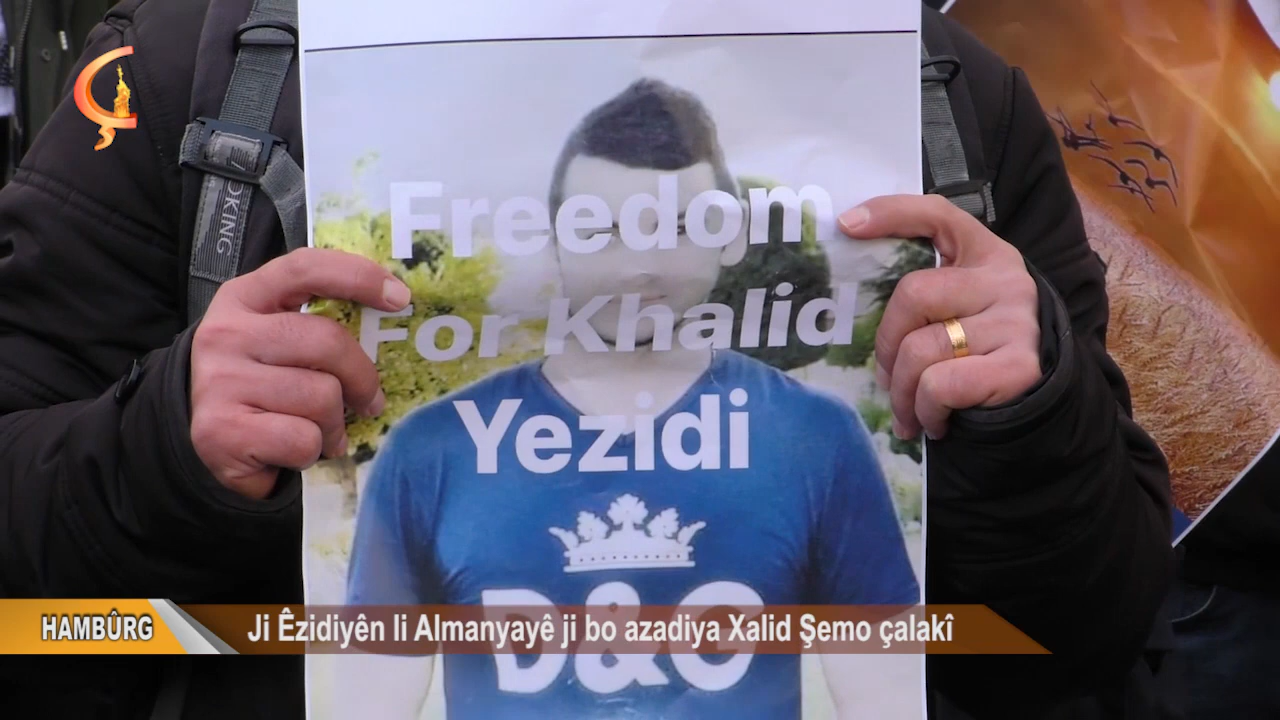 Freedom
For Khalid
Yezidi
D&G
HAMBÛRG
Ji Êzidiyên li Almanyayê ji bo azadiya Xalid Şemo çalakî